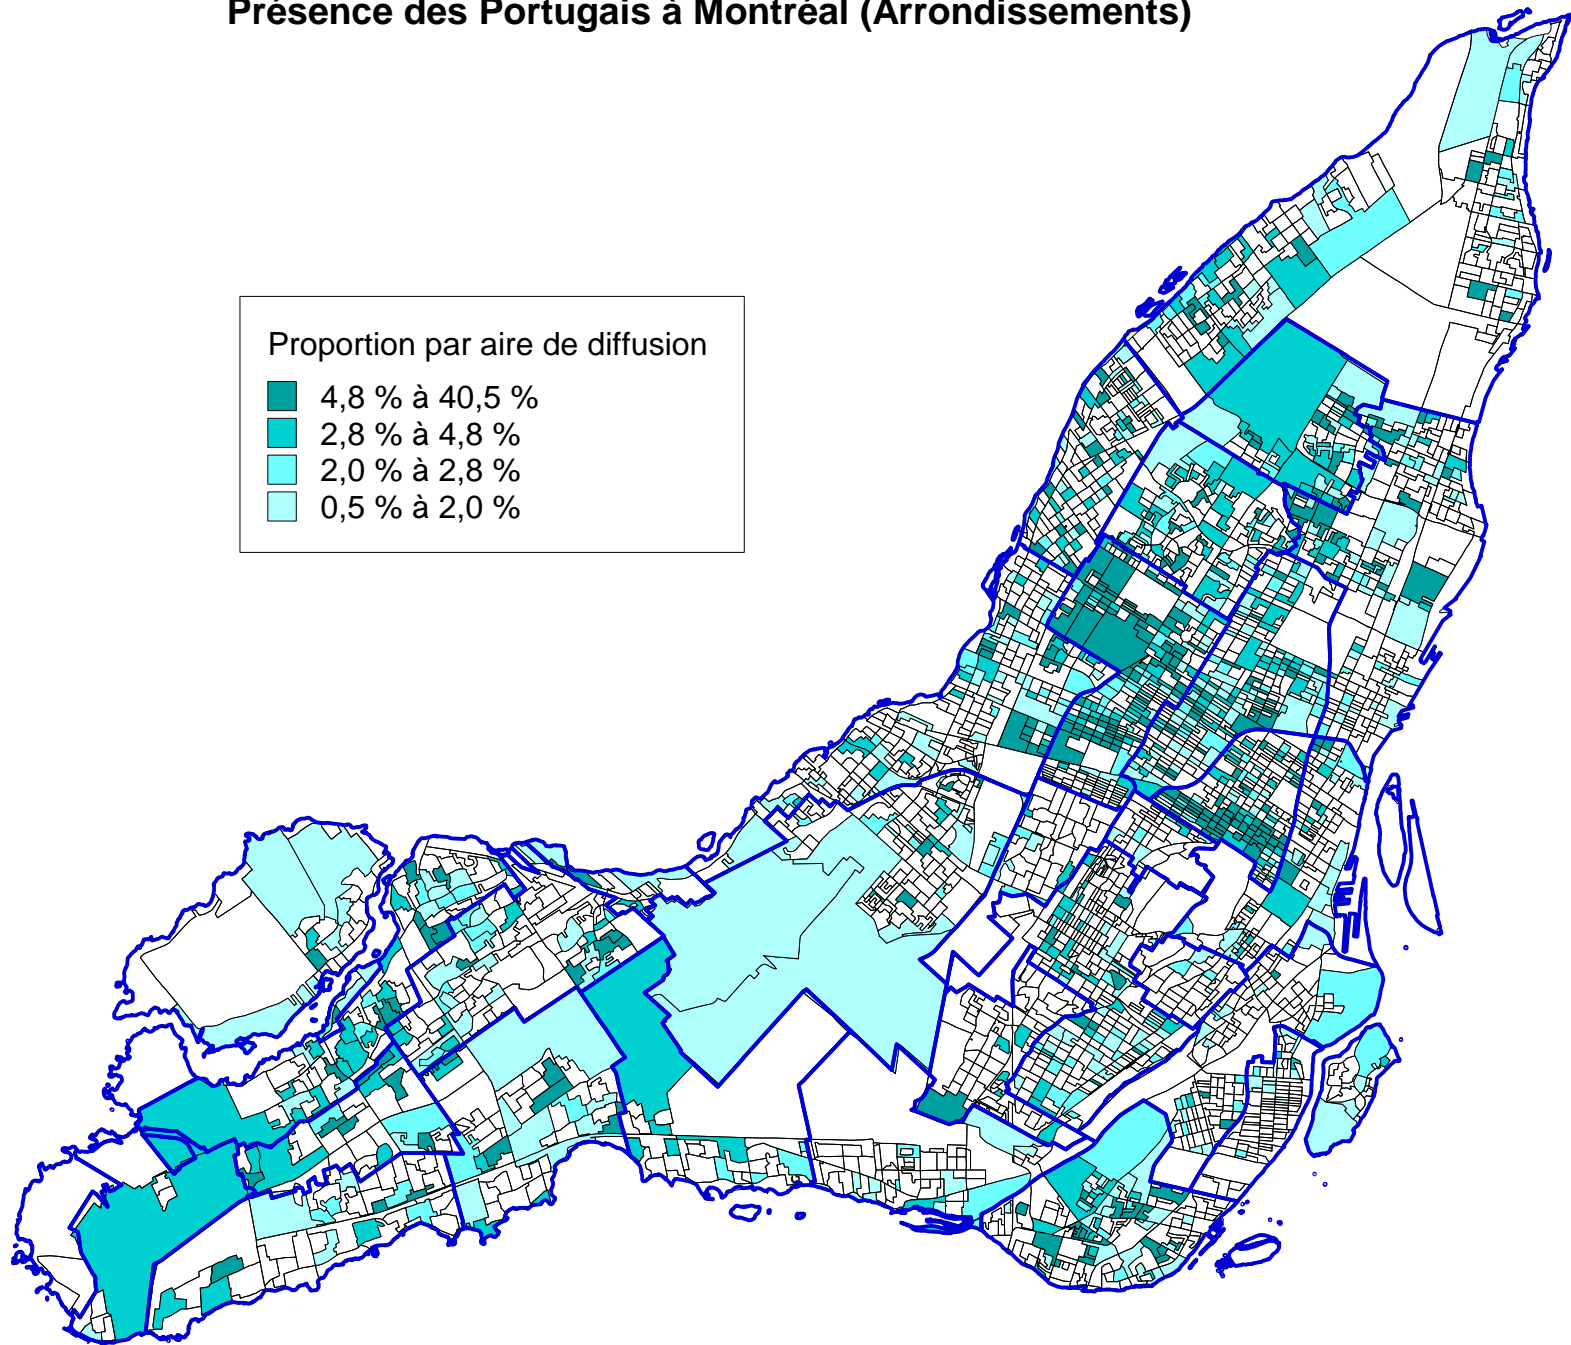 Présence des Portugais à Montréal (Arrondissements)
Proportion par aire de diffusion
4,8 % à 40,5 %
2,8 % à 4,8 %
2,0 % à 2,8 %
0,5 % à 2,0 %